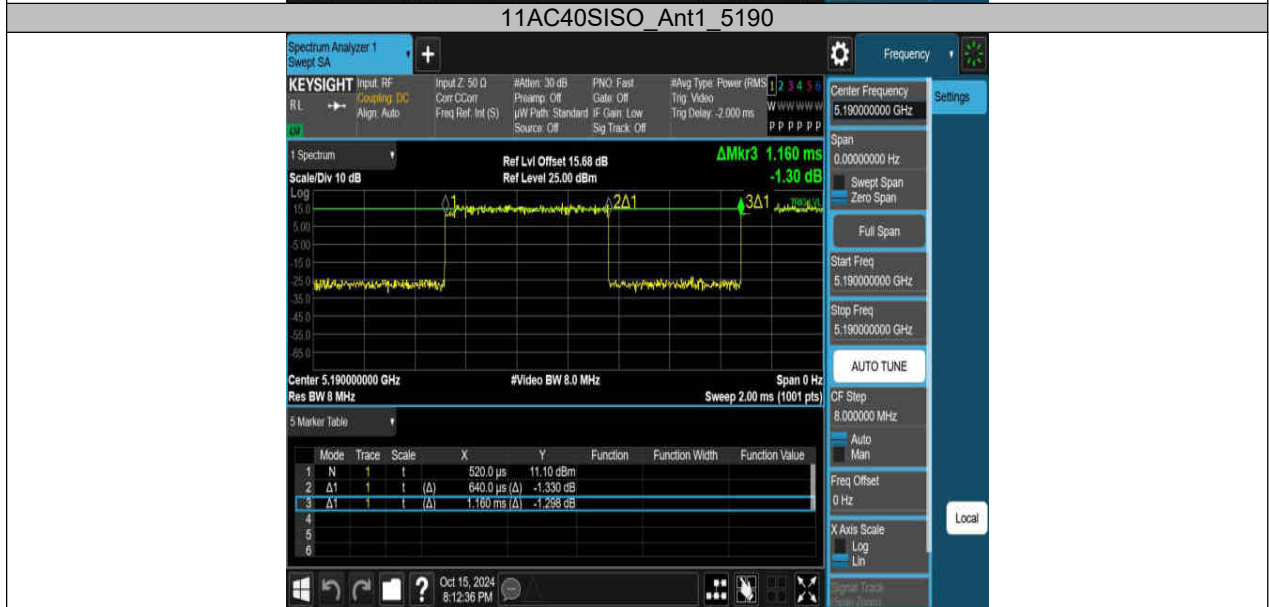 11AC40SISO_Ant1_5190
Spectrum Analyzer 1
Swept SA
+
Frequency
KEYSIGHT
RL
LW
Input: RF
Coupling: DC
Align: Auto
Input Z: 50 Ω
Corr CCorr
Freq Ref: Int (S)
#Atten: 30 dB
Preamp: Off
µW Path: Standard
Source: Off
PNO: Fast
Gate: Off
IF Gain: Low
Sig Track: Off
#Avg Type: Power (RMS
Trig: Video
Trig Delay: -2.000 ms
1 2 3 4 5 6
W W W W W W
P P P P P P
1 Spectrum
Scale/Div 10 dB
Ref Lvl Offset 15.68 dB
Ref Level 25.00 dBm
ΔMkr3 1.160 ms
-1.30 dB
Log
15.0
5.00
-5.00
-15.0
-25.0
-35.0
-45.0
-55.0
-65.0
1
2Δ1
3Δ1
TRIG LVL
Center 5.190000000 GHz
#Video BW 8.0 MHz
Span 0 Hz
Res BW 8 MHz
Sweep 2.00 ms (1001 pts)
5 Marker Table
Mode Trace Scale X Y Function Function Width Function Value
1 N 1 t 520.0 µs 11.10 dBm
2 Δ1 1 t (Δ) 640.0 µs (Δ) -1.330 dB
3 Δ1 1 t (Δ) 1.160 ms (Δ) -1.298 dB
4
5
6
?
Oct 15, 2024
8:12:36 PM
Center Frequency
5.190000000 GHz
Settings
Span
0.00000000 Hz
Swept Span
Zero Span
Full Span
Start Freq
5.190000000 GHz
Stop Freq
5.190000000 GHz
AUTO TUNE
CF Step
8.000000 MHz
Auto
Man
Freq Offset
0 Hz
X Axis Scale
Log
Lin
Local
Signal Track
(Span Zoom)